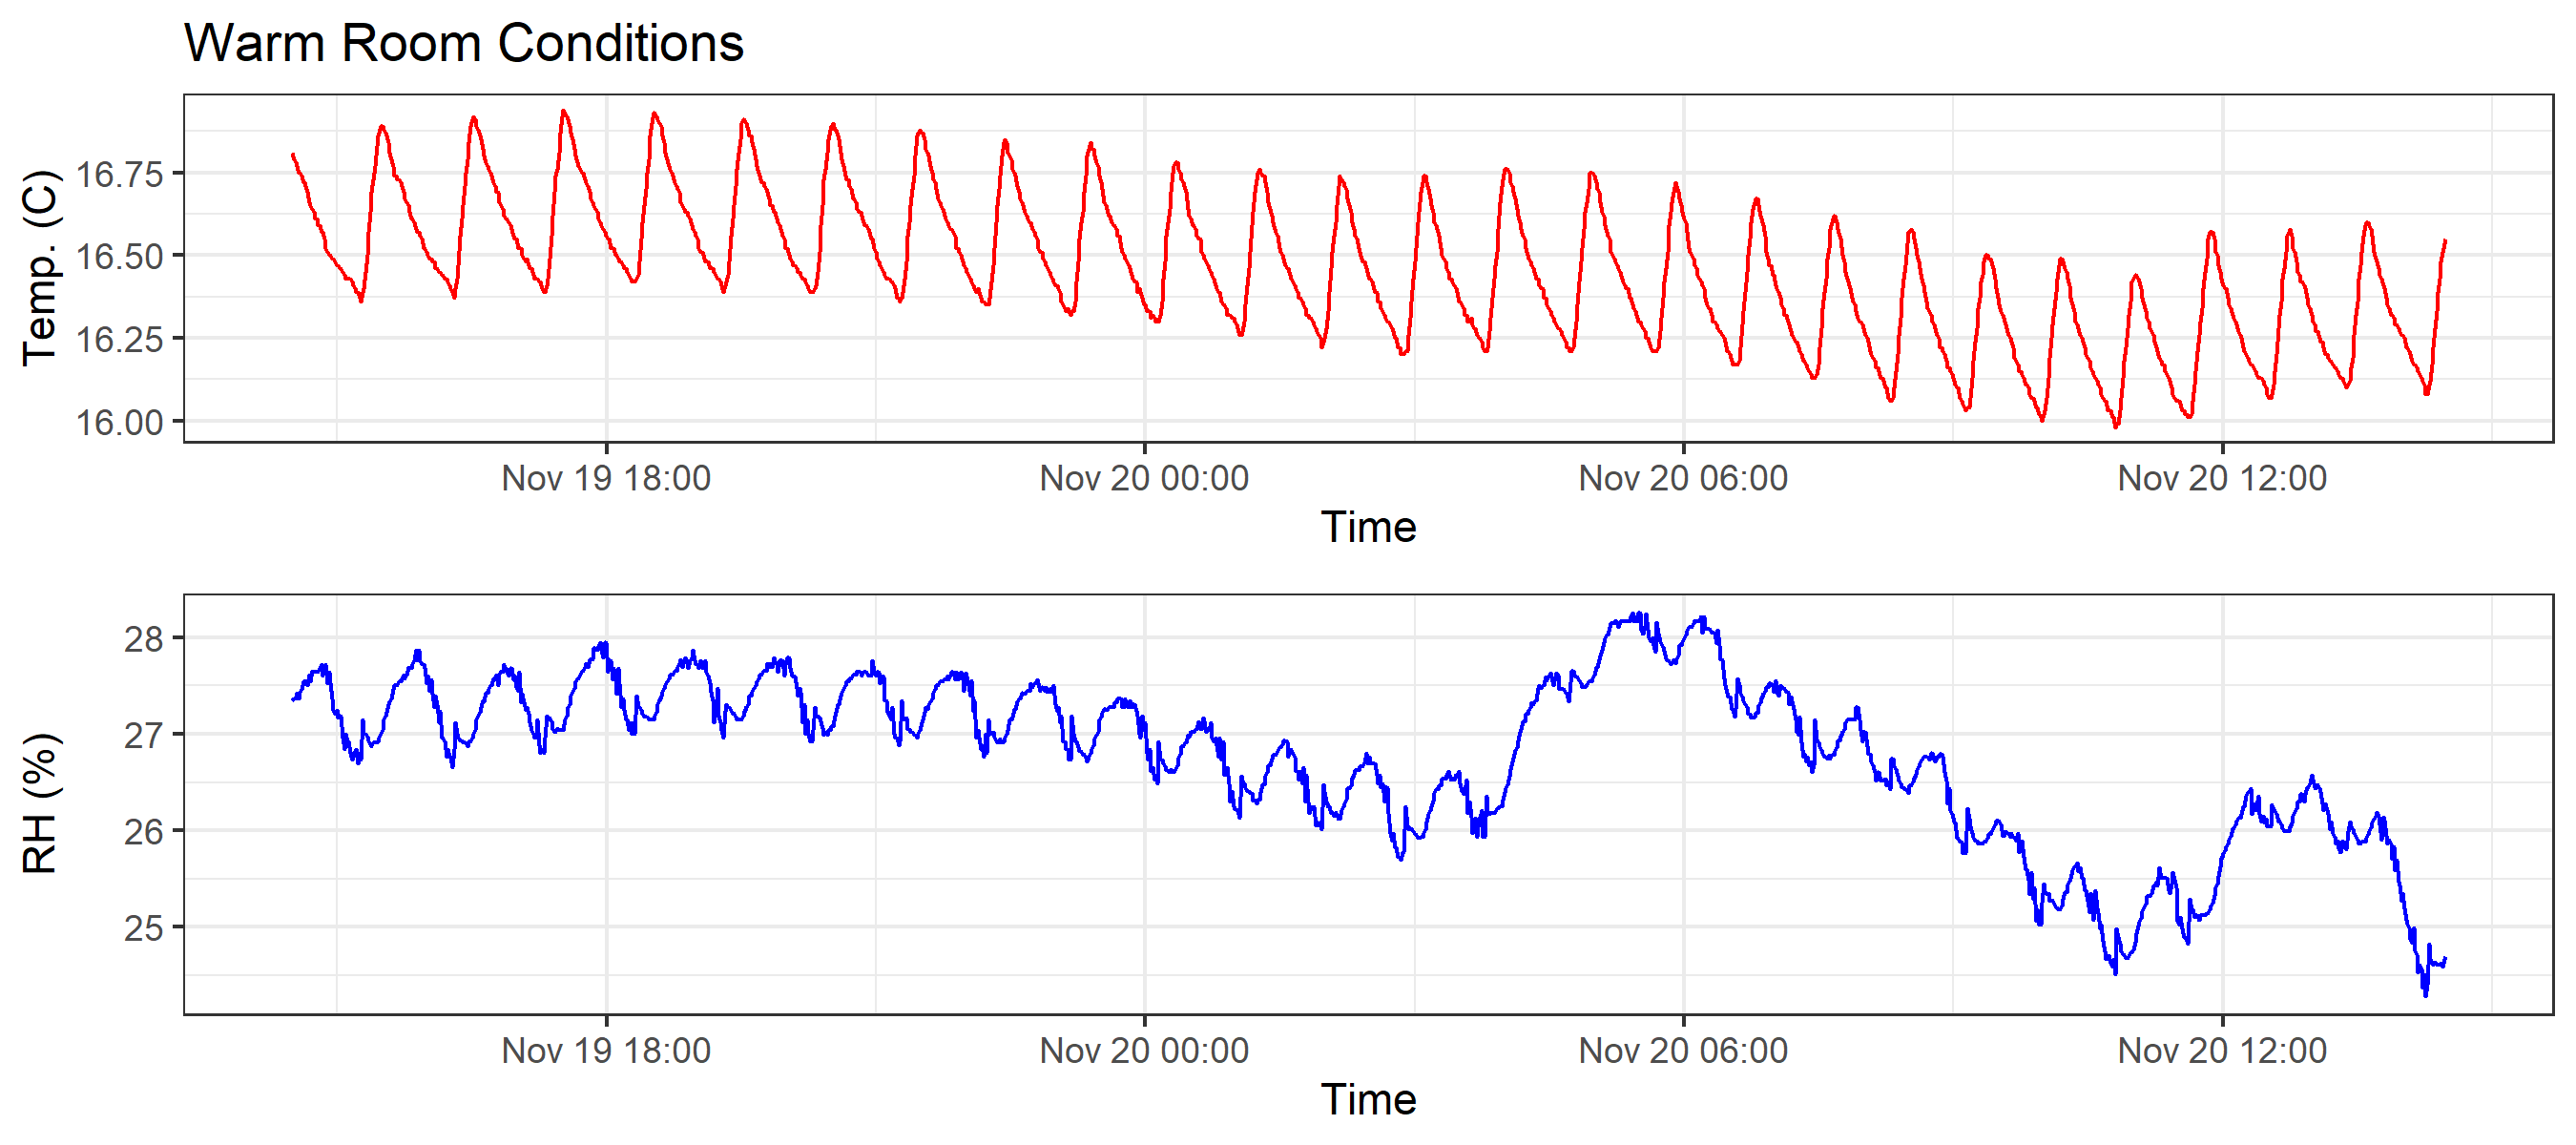 Warm Room Conditions
Temp. (C)
16.75
16.50
16.25
16.00
Nov 19 18:00 Nov 20 00:00 Nov 20 06:00 Nov 20 12:00
Time
RH (%)
28
27
26
25
Nov 19 18:00 Nov 20 00:00 Nov 20 06:00 Nov 20 12:00
Time